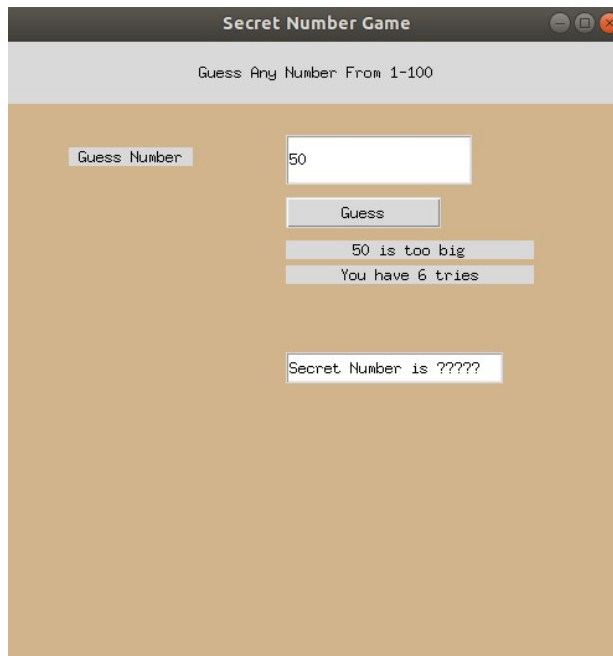 Secret Number Game
Guess Any Number From 1-100
Guess Number
50
Guess
50 is too big
You have 6 tries
Secret Number is ?????